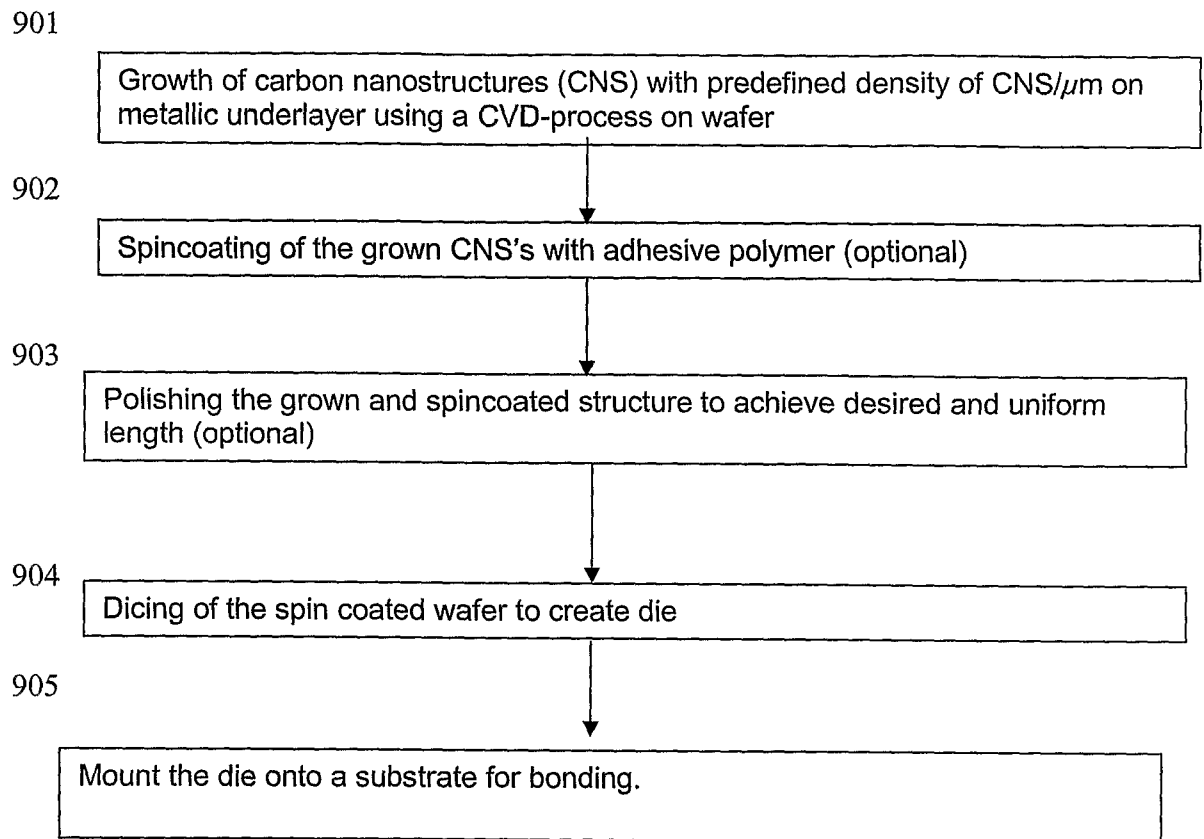 901
Growth of carbon nanostructures (CNS) with predefined density of CNS/µm on
metallic underlayer using a CVD-process on wafer
902
Spincoating of the grown CNS's with adhesive polymer (optional)
903
Polishing the grown and spincoated structure to achieve desired and uniform
length (optional)
904
Dicing of the spin coated wafer to create die
905
Mount the die onto a substrate for bonding.